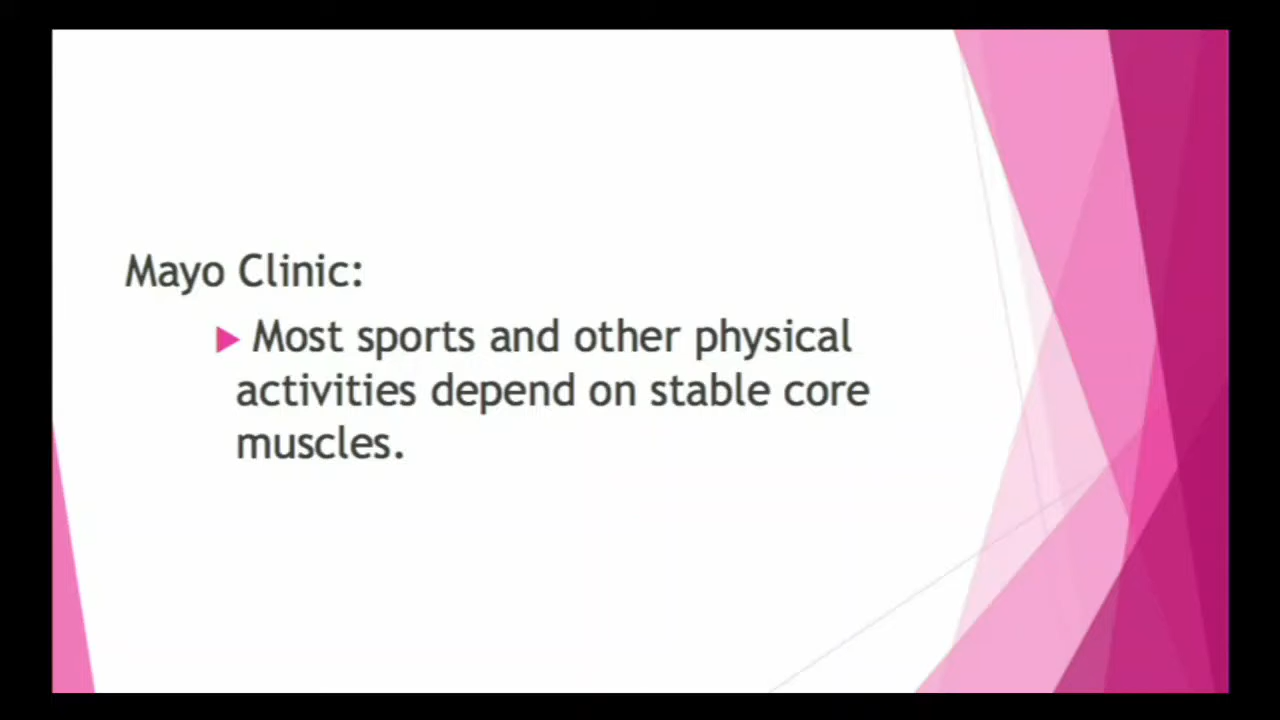 Mayo Clinic:
Most sports and other physical
activities depend on stable core
muscles.